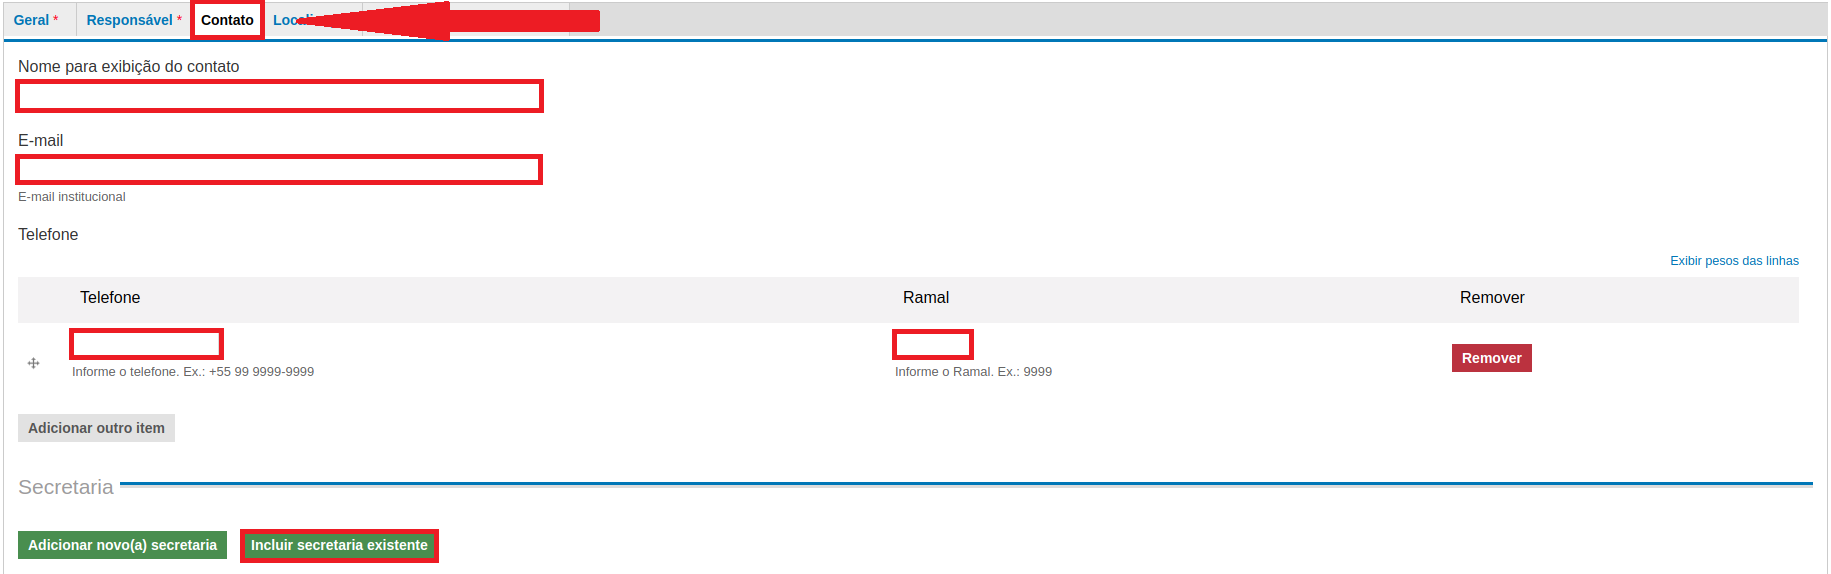 Geral * Responsável * Contato
Nome para exibição do contato
E-mail
E-mail institucional
Telefone
Exibir pesos das linhas
Telefone Ramal Remover
Informe o telefone. Ex.: +55 99 9999-9999 Informe o Ramal. Ex.: 9999 Remover
Adicionar outro item
Secretaria
Adicionar novo(a) secretaria Incluir secretaria existente